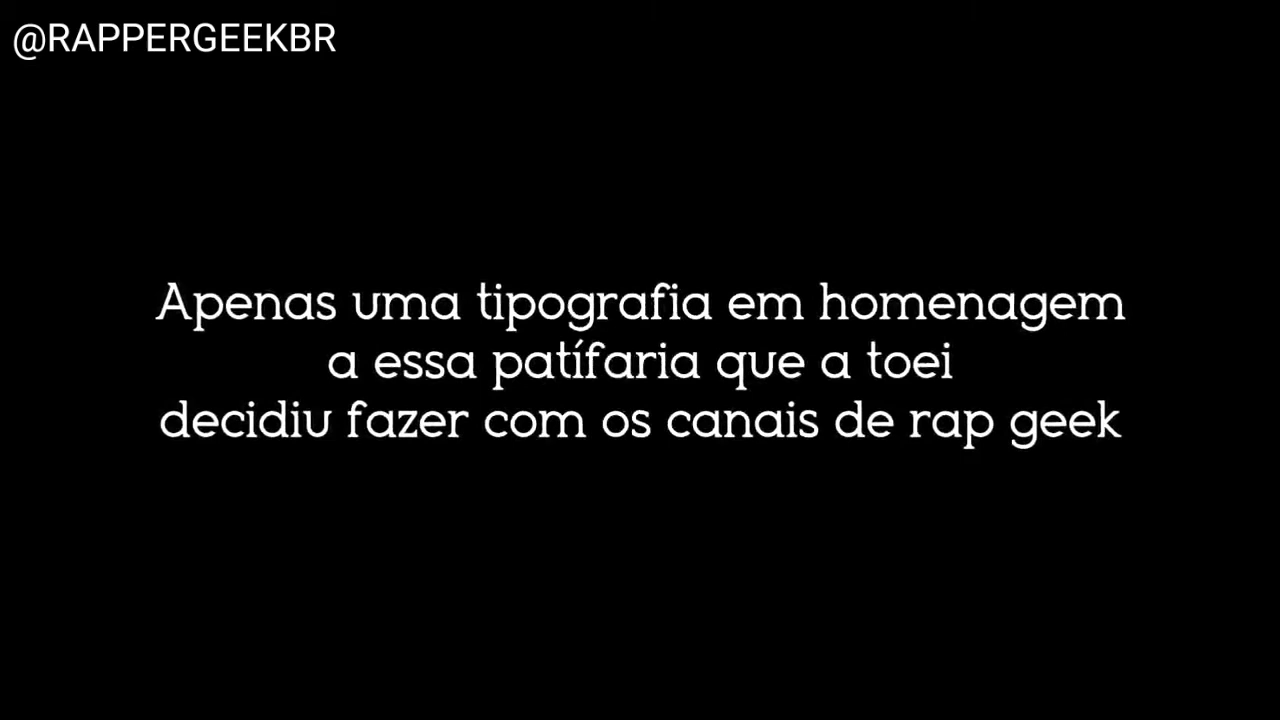 @RAPPERGEEKBR
Apenas uma tipografia em homenagem
a essa patífaria que a toei
decidiu fazer com os canais de rap geek